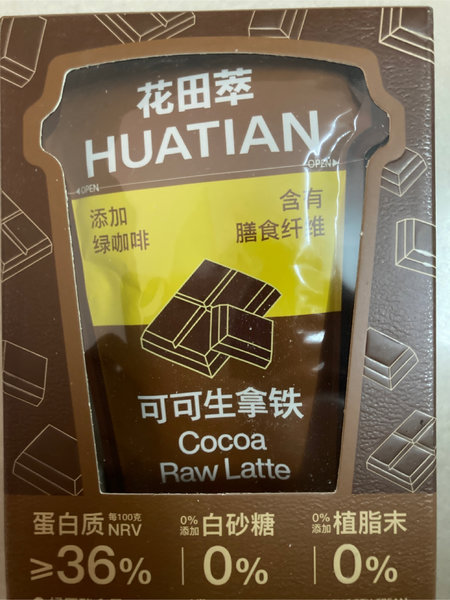 花田萃
HUATIAN
OPEN
OPEN
添加
绿咖啡
含有
膳食纤维
可可生拿铁
Cocoa
Raw Latte
蛋白质 每100克 NRV
≥36%
0%添加 白砂糖
0%
0%添加 植脂末
0%